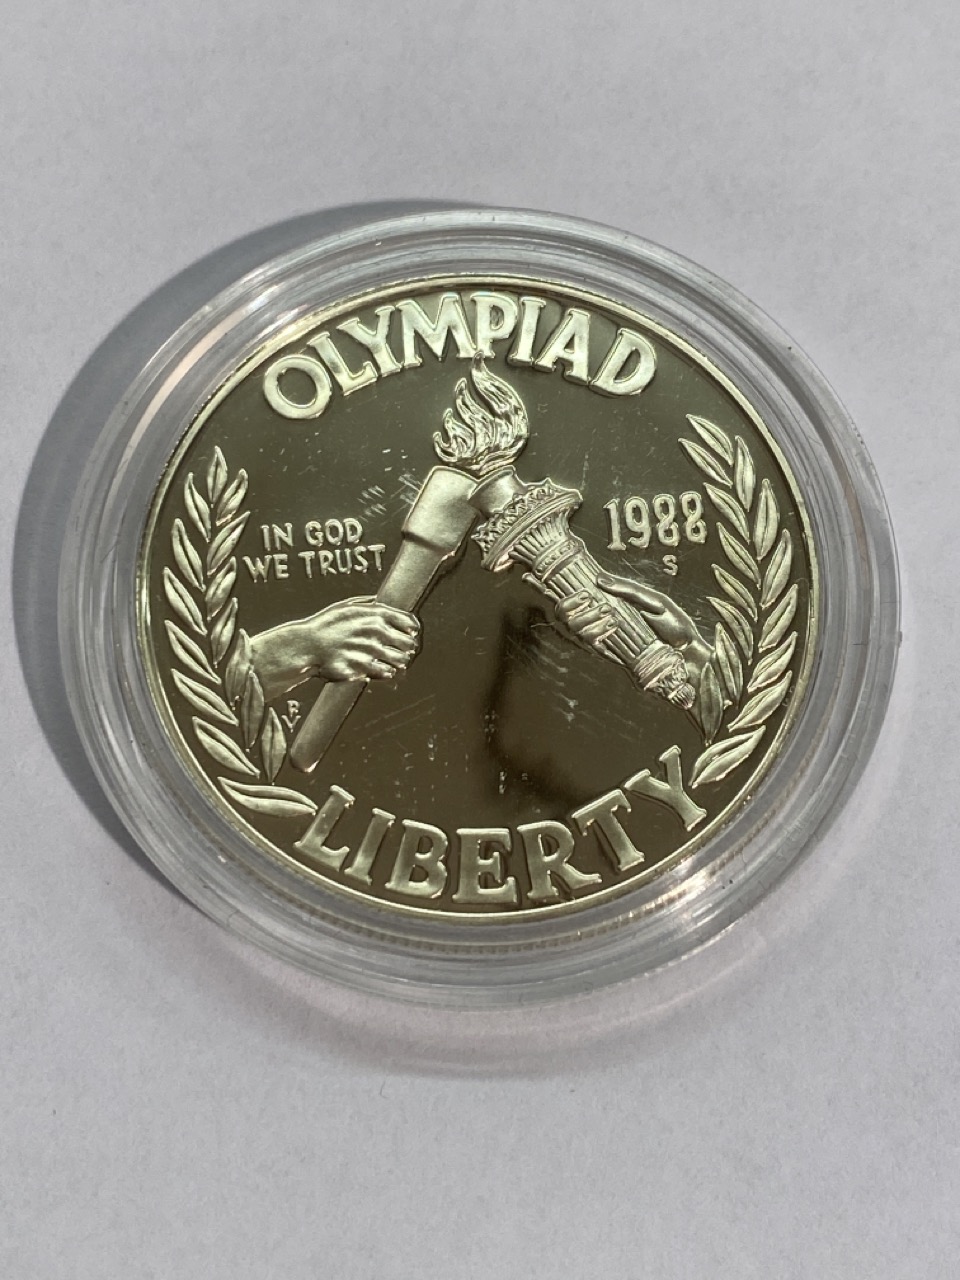 OLYMPIAD
IN GOD
WE TRUST
1988
S
LIBERTY